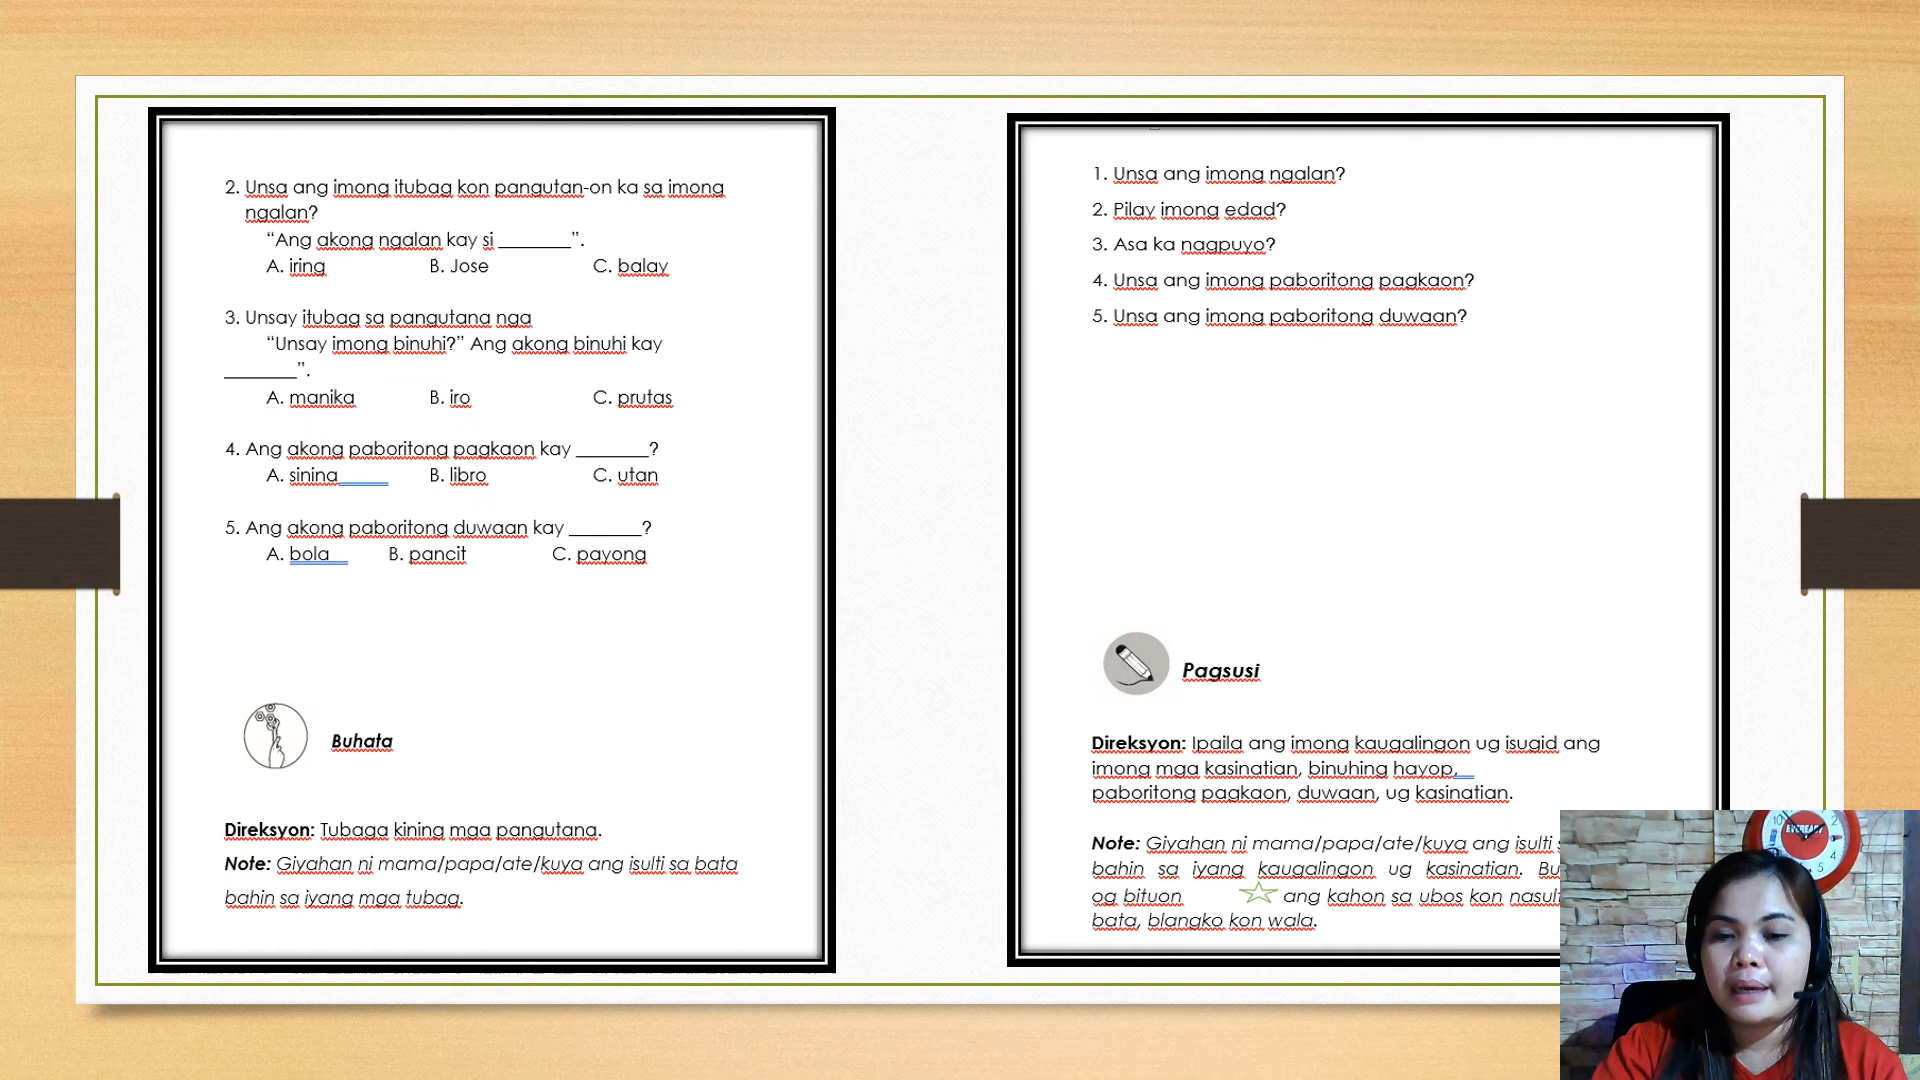 2. Unsa ang imong itubag kon pangutan-on ka sa imong
ngalan?
“Ang akong ngalan kay si ________”.
A. iring B. Jose C. balay
3. Unsay itubag sa pangutana nga
“Unsay imong binuhi?” Ang akong binuhi kay
________”.
A. manika B. iro C. prutas
4. Ang akong paboritong pagkaon kay ________?
A. sinina B. libro C. utan
5. Ang akong paboritong duwaan kay ________?
A. bola B. pancit C. payong
Buhata
Direksyon: Tubaga kining mga pangutana.
Note: Giyahan ni mama/papa/ate/kuya ang isulti sa bata
bahin sa iyang mga tubag.
1. Unsa ang imong ngalan?
2. Pilay imong edad?
3. Asa ka nagpuyo?
4. Unsa ang imong paboritong pagkaon?
5. Unsa ang imong paboritong duwaan?
Pagsusi
Direksyon: Ipaila ang imong kaugalingon ug isugid ang
imong mga kasinatian, binuhing hayop,
paboritong pagkaon, duwaan, ug kasinatian.
Note: Giyahan ni mama/papa/ate/kuya ang isulti
bahin sa iyang kaugalingon ug kasinatian.
og bituon ang kahon sa ubos kon
bata, blangko kon wala.
EVEREADY